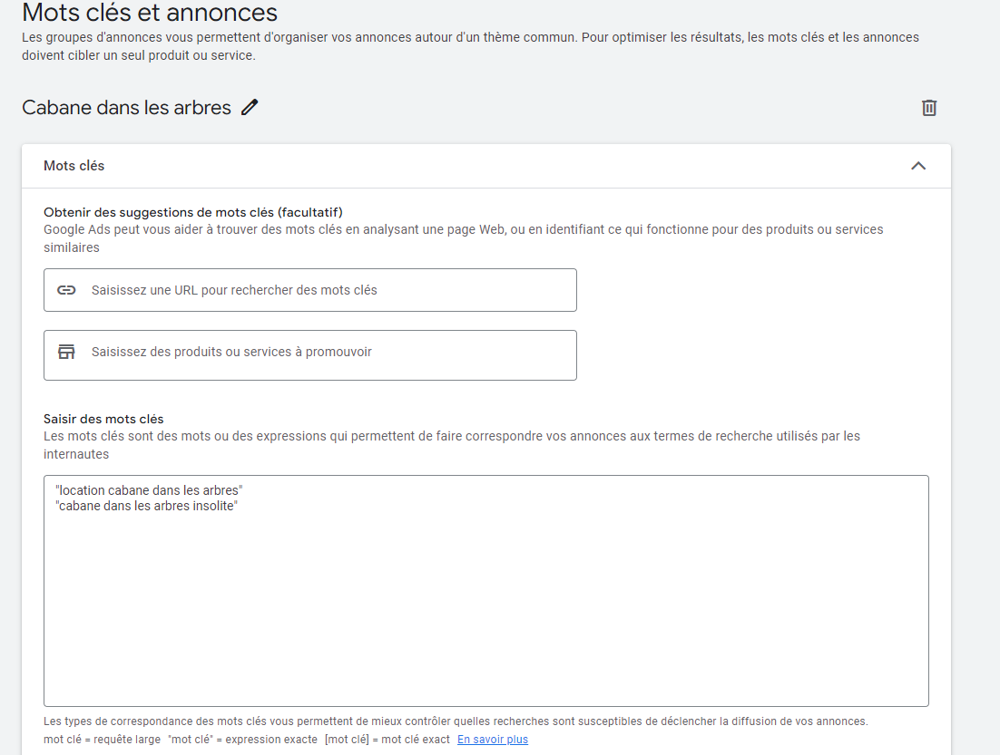 Mots clés et annonces
Les groupes d'annonces vous permettent d'organiser vos annonces autour d'un thème commun. Pour optimiser les résultats, les mots clés et les annonces
doivent cibler un seul produit ou service.
Cabane dans les arbres
Mots clés
Obtenir des suggestions de mots clés (facultatif)
Google Ads peut vous aider à trouver des mots clés en analysant une page Web, ou en identifiant ce qui fonctionne pour des produits ou services
similaires
Saisissez une URL pour rechercher des mots clés
Saisissez des produits ou services à promouvoir
Saisir des mots clés
Les mots clés sont des mots ou des expressions qui permettent de faire correspondre vos annonces aux termes de recherche utilisés par les
internautes
"location cabane dans les arbres"
"cabane dans les arbres insolite"
Les types de correspondance des mots clés vous permettent de mieux contrôler quelles recherches sont susceptibles de déclencher la diffusion de vos annonces.
mot clé = requête large "mot clé" = expression exacte [mot clé] = mot clé exact En savoir plus